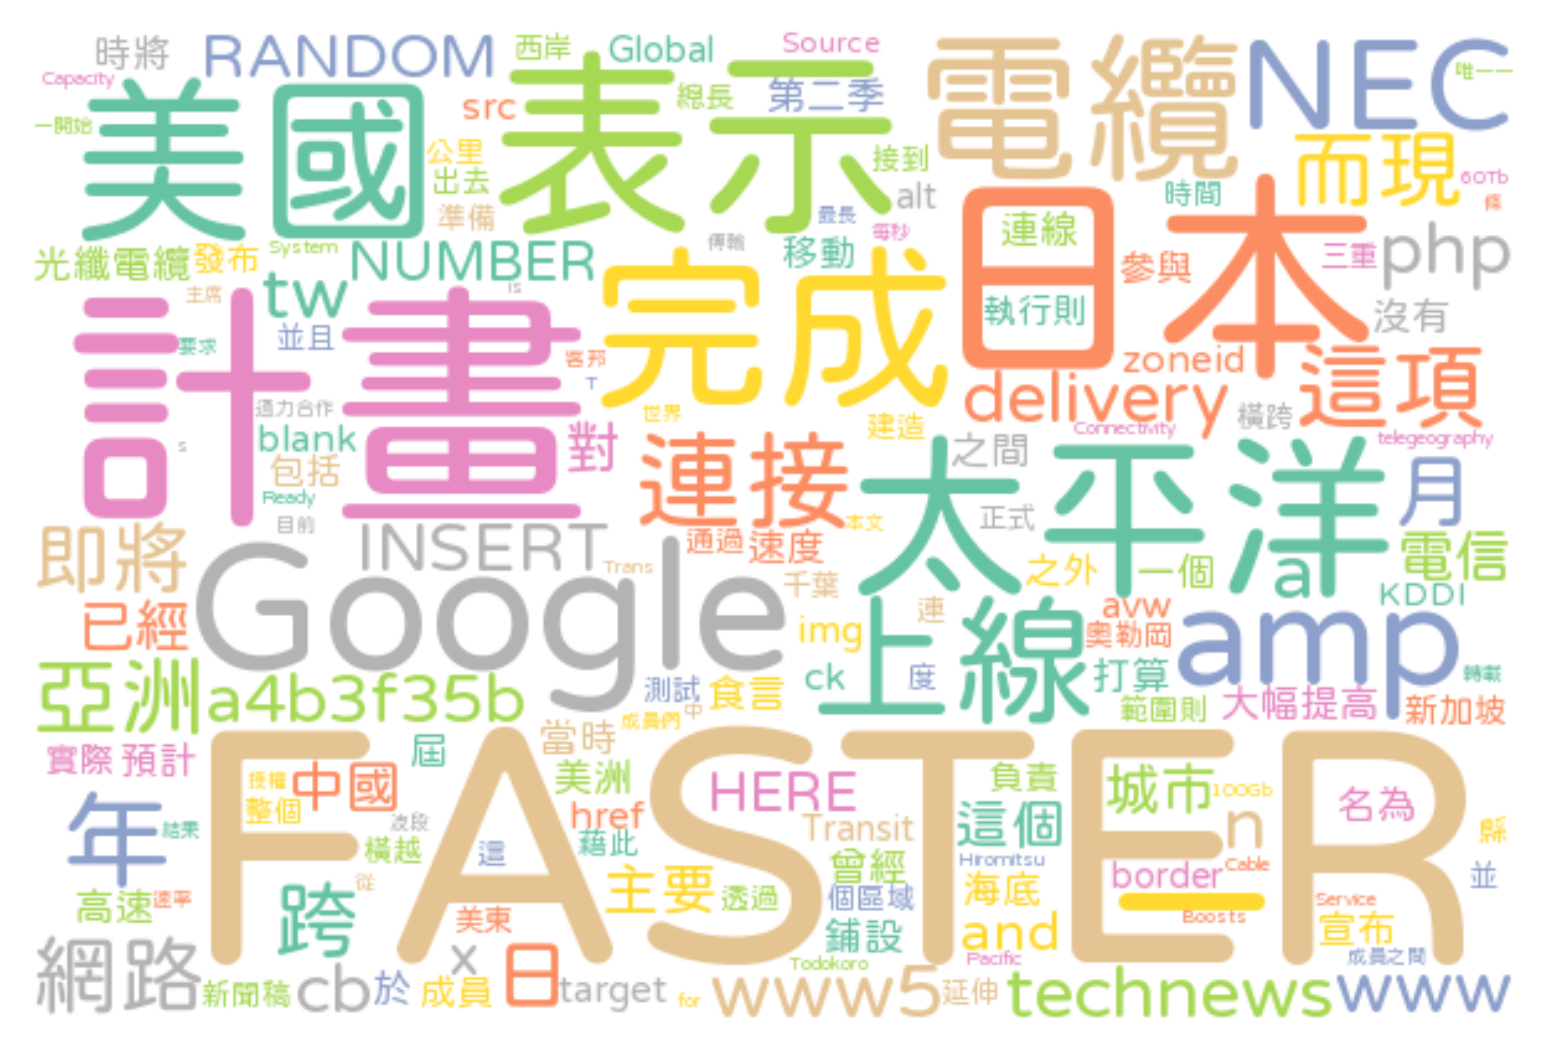 時將
RANDOM
西岸
Global
Source
電纜
NEC
唯一一
Capacity
美國
src
表示
總長
第二季
而現
60Tb
一開始
公里
出去
接到
alt
時間
條
準備
最長
每秒
日本
連線
光纖電纜
發布
System
NUMBER
傳輸
移動
參與
三重
php
tw
主席
is
完成
執行則
沒有
計畫
要求
並且
客邦
T
zoneid
這項
delivery
通力合作
世界
建造
橫跨
blank
對
連接
之間
Connectivity
telegeography
s
包括
太平洋
月
Ready
目前
本文
正式
即將
INSERT
通過
速度
電信
Google
Trans
千葉
之外
一個
a
KDDI
已經
img
連
avw
上線
奧勒岡
amp
亞洲
a4b3f35b
測試
食言
ck
度
打算
轉載
成員們
中
範圍則
大幅提高
新加坡
實際
預計
屆
當時
FASTER
授權
中國
美洲
HERE
負責
城市
100Gb
名為
整個
年
結果
波段
href
Transit
這個
n
縣
橫越
這
藉此
曾經
Hiromitsu
border
Cable
並
高速
速率
從
跨
主要
透過
個區域
海底
一
Service
美東
鋪設
and
Boosts
宣布
網路
x
日
Todokoro
Pacific
成員之間
新聞稿
cb
於
成員
target
for
www5
延伸
technews
www